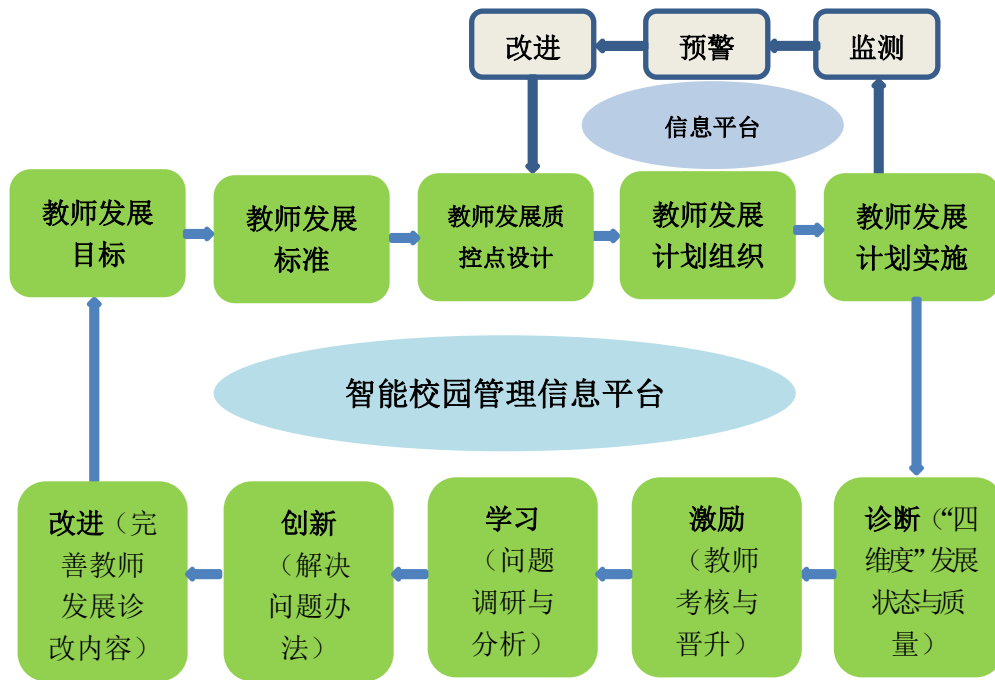 改进
预警
监测
信息平台
教师发展
目标
教师发展
标准
教师发展质
控点设计
教师发展
计划组织
教师发展
计划实施
智能校园管理信息平台
改进（完
善教师
发展诊
改内容）
创新
（解决
问题办
法）
学习
（问题
调研与
分析）
激励
（教师
考核与
晋升）
诊断（“四
维度”发展
状态与质
量）